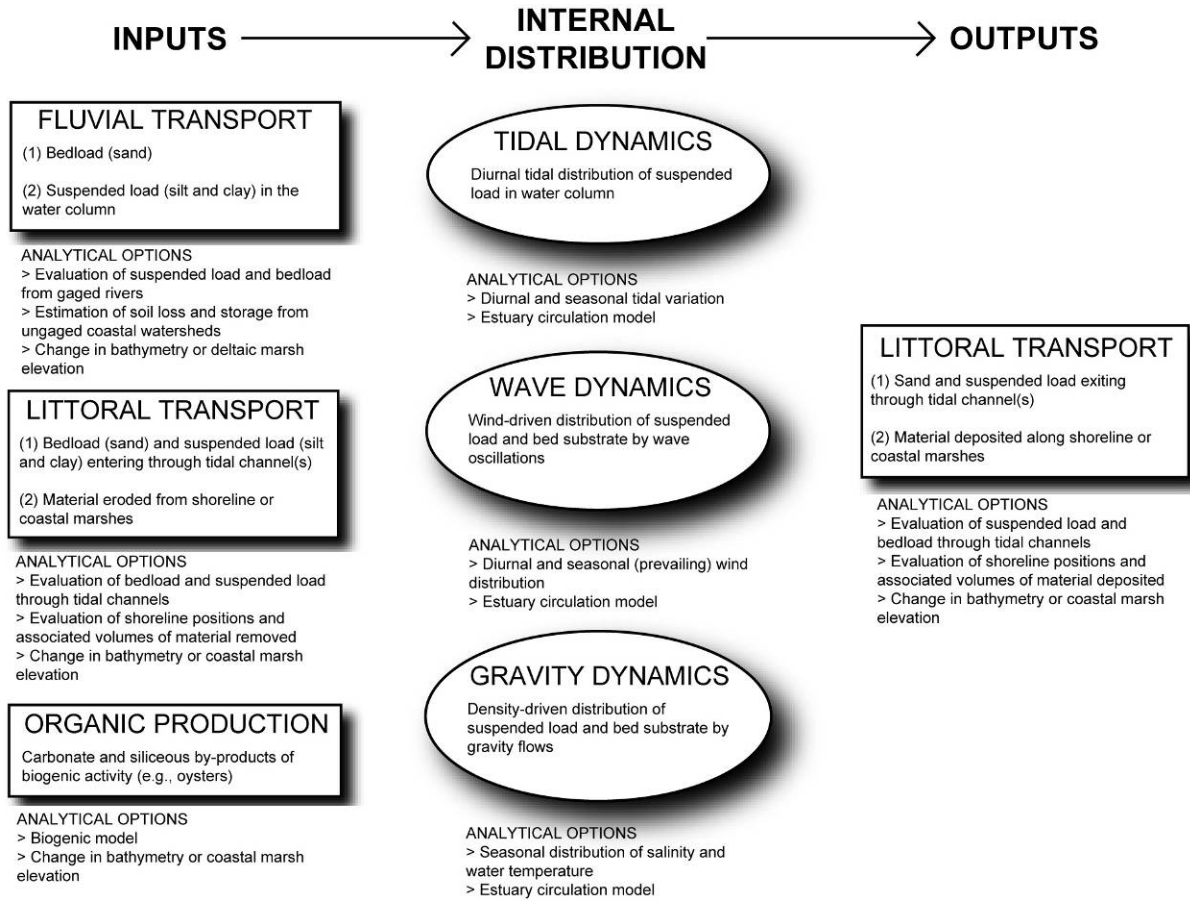 INPUTS
INTERNAL
DISTRIBUTION
OUTPUTS
FLUVIAL TRANSPORT
(1) Bedload (sand)
(2) Suspended load (silt and clay) in the
water column
ANALYTICAL OPTIONS
> Evaluation of suspended load and bedload
from gaged rivers
> Estimation of soil loss and storage from
ungaged coastal watersheds
> Change in bathymetry or deltaic marsh
elevation
LITTORAL TRANSPORT
(1) Bedload (sand) and suspended load (silt
and clay) entering through tidal channel(s)
(2) Material eroded from shoreline or
coastal marshes
ANALYTICAL OPTIONS
> Evaluation of bedload and suspended load
through tidal channels
> Evaluation of shoreline positions and
associated volumes of material removed
> Change in bathymetry or coastal marsh
elevation
ORGANIC PRODUCTION
Carbonate and siliceous by-products of
biogenic activity (e.g., oysters)
ANALYTICAL OPTIONS
> Biogenic model
> Change in bathymetry or coastal marsh
elevation
TIDAL DYNAMICS
Diurnal tidal distribution of suspended
load in water column
ANALYTICAL OPTIONS
> Diurnal and seasonal tidal variation
> Estuary circulation model
WAVE DYNAMICS
Wind-driven distribution of suspended
load and bed substrate by wave
oscillations
ANALYTICAL OPTIONS
> Diurnal and seasonal (prevailing) wind
distribution
> Estuary circulation model
GRAVITY DYNAMICS
Density-driven distribution of
suspended load and bed substrate by
gravity flows
ANALYTICAL OPTIONS
> Seasonal distribution of salinity and
water temperature
> Estuary circulation model
LITTORAL TRANSPORT
(1) Sand and suspended load exiting
through tidal channel(s)
(2) Material deposited along shoreline or
coastal marshes
ANALYTICAL OPTIONS
> Evaluation of suspended load and
bedload through tidal channels
> Evaluation of shoreline positions and
associated volumes of material deposited
> Change in bathymetry or coastal marsh
elevation